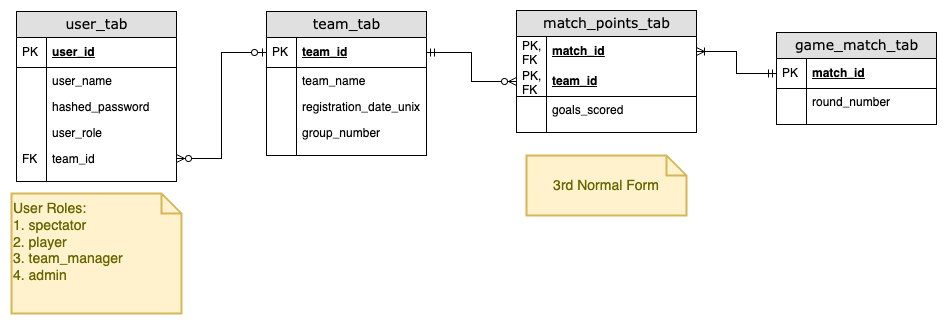 user_tab
PK user_id
user_name
hashed_password
user_role
FK team_id
team_tab
PK team_id
team_name
registration_date_unix
group_number
match_points_tab
PK,
FK match_id
PK,
FK team_id
goals_scored
game_match_tab
PK match_id
round_number
User Roles:
1. spectator
2. player
3. team_manager
4. admin
3rd Normal Form